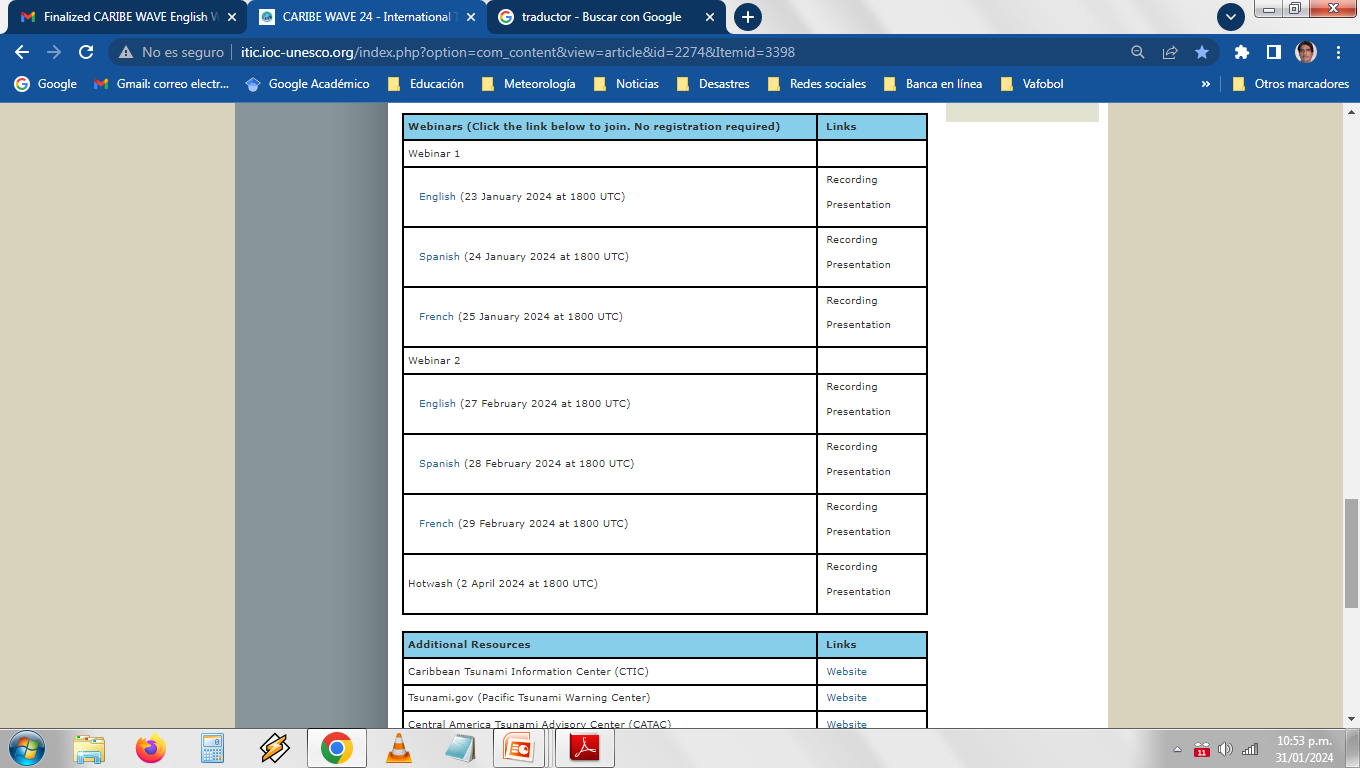 Finalized CARIBE WAVE English W
CARIBE WAVE 24 - International T
traductor - Buscar con Google
No es seguro
itic.ioc-unesco.org/index.php?option=com_content&view=article&id=2274&Itemid=3398
Google
Gmail: correo electr...
Google Académico
Educación
Meteorología
Noticias
Desastres
Redes sociales
Banca en línea
Vafobol
»
Otros marcadores
Webinars (Click the link below to join. No registration required) Links
Webinar 1
English (23 January 2024 at 1800 UTC)
Recording
Presentation
Spanish (24 January 2024 at 1800 UTC)
Recording
Presentation
French (25 January 2024 at 1800 UTC)
Recording
Presentation
Webinar 2
English (27 February 2024 at 1800 UTC)
Recording
Presentation
Spanish (28 February 2024 at 1800 UTC)
Recording
Presentation
French (29 February 2024 at 1800 UTC)
Recording
Presentation
Hotwash (2 April 2024 at 1800 UTC)
Recording
Presentation
Additional Resources Links
Caribbean Tsunami Information Center (CTIC) Website
Tsunami.gov (Pacific Tsunami Warning Center) Website
Central America Tsunami Advisory Center (CATAC) Website
11
10:53 p.m.
31/01/2024